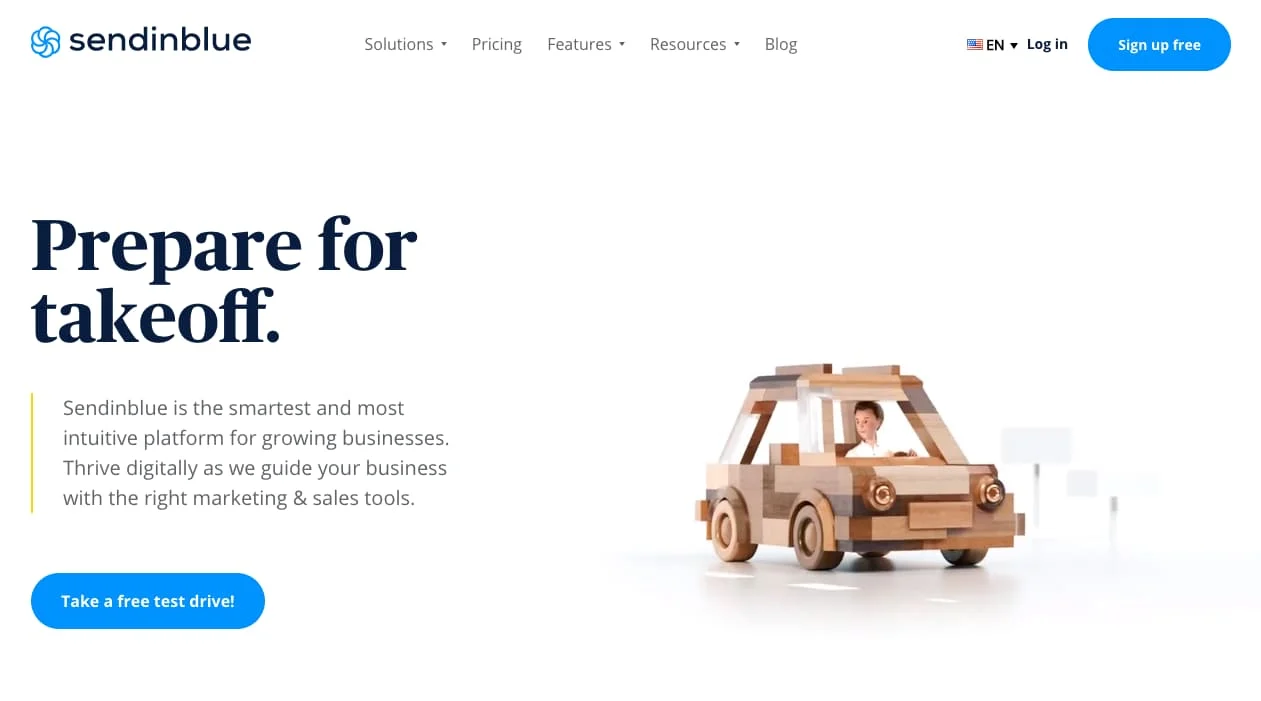 sendinblue
Solutions
Pricing
Features
Resources
Blog
EN
Log in
Sign up free
Prepare for
takeoff.
Sendinblue is the smartest and most
intuitive platform for growing businesses.
Thrive digitally as we guide your business
with the right marketing & sales tools.
Take a free test drive!